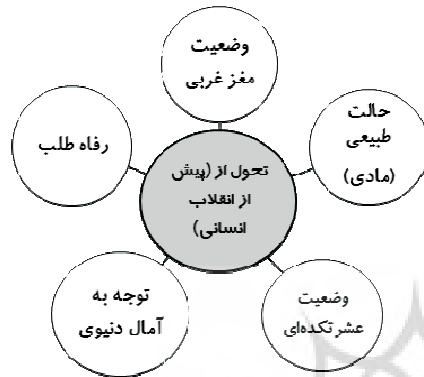 وضعیت
مغز غربی
حالت
طبیعی
(مادی)
رفاه طلب
تحول از (پیش
از انقلاب
انسانی)
توجه به
آمال دنیوی
وضعیت
عشرتکده‌ای